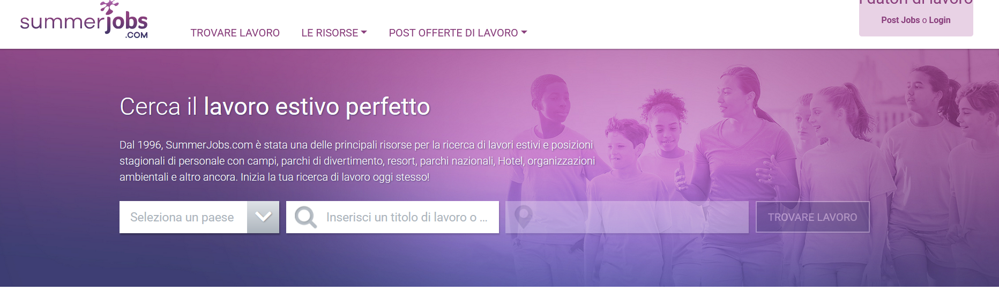 summerjobs
.COM
TROVARE LAVORO
LE RISORSE
POST OFFERTE DI LAVORO
I datori di lavoro
Post Jobs o Login
Cerca il lavoro estivo perfetto
Dal 1996, SummerJobs.com è stata una delle principali risorse per la ricerca di lavori estivi e posizioni
stagionali di personale con campi, parchi di divertimento, resort, parchi nazionali, Hotel, organizzazioni
ambientali e altro ancora. Inizia la tua ricerca di lavoro oggi stesso!
Seleziona un paese
Inserisci un titolo di lavoro o ...
TROVARE LAVORO